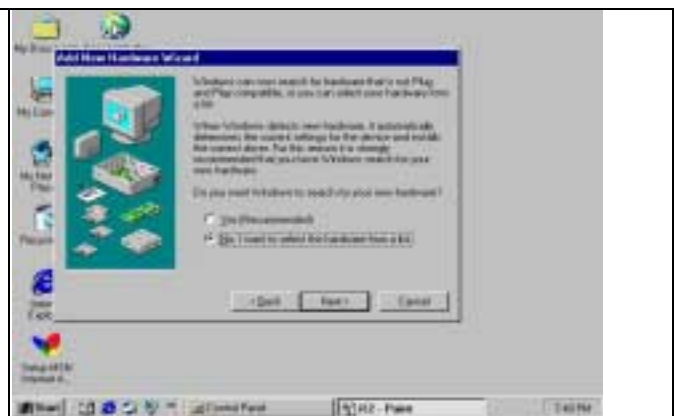 Add New Hardware Wizard
Windows can now search for hardware that is not Plug
and Play compatible, or you can select your hardware from
a list.
When Windows detects new hardware, it automatically
determines the current settings for the device and installs
the correct driver. For this reason it is strongly
recommended that you have Windows search for your
new hardware.
Do you want Windows to search for your new hardware?
Yes (Recommended)
No, I want to select the hardware from a list.
< Back
Next >
Cancel
Setup MSN
Start
Control Panel
Paint